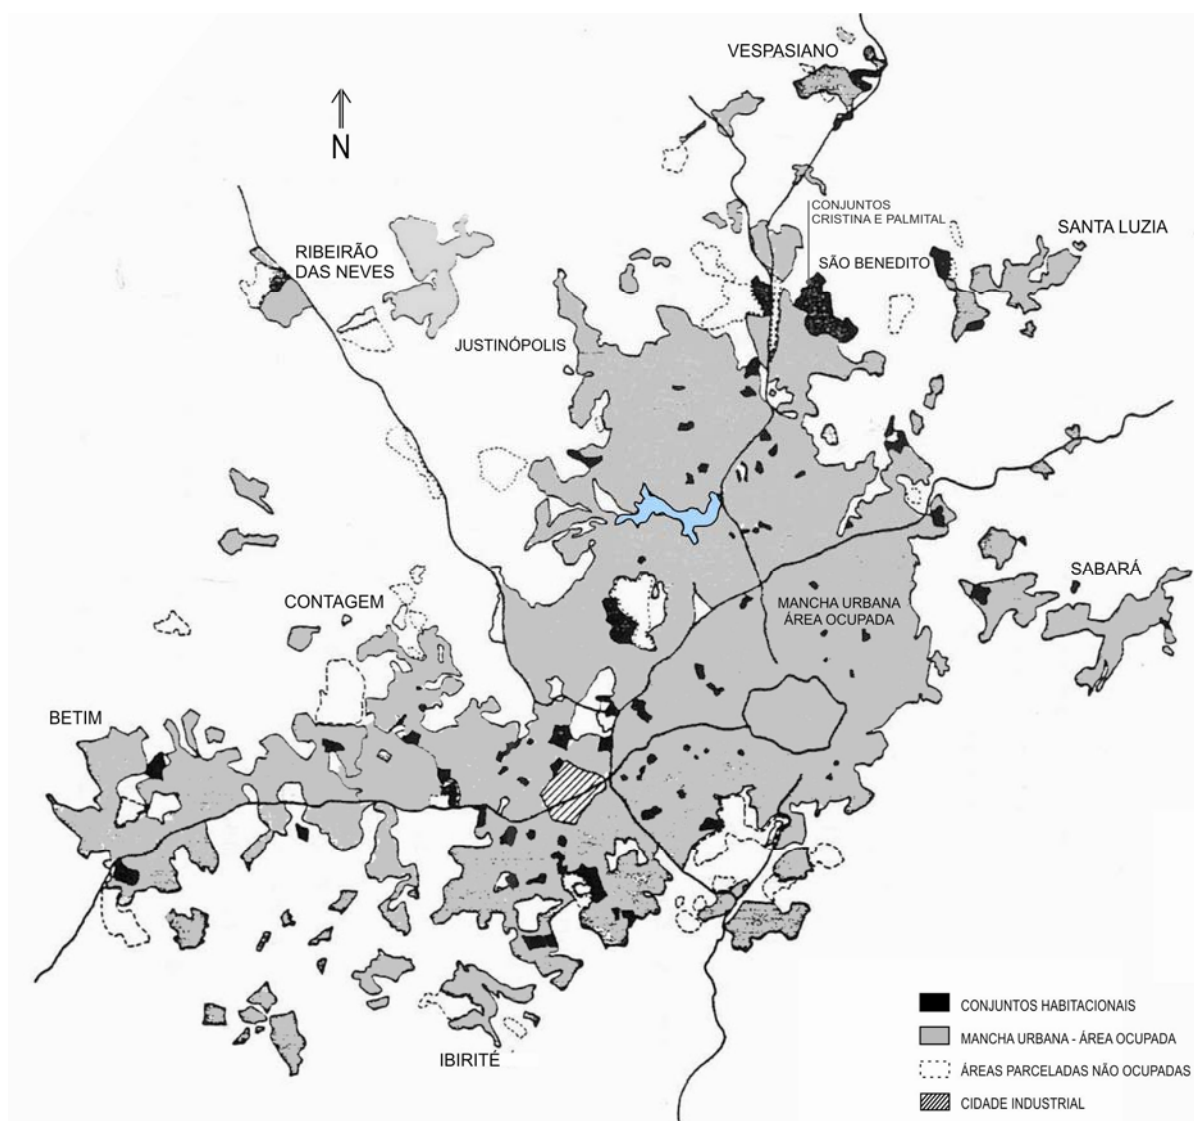 VESPASIANO
N
CONJUNTOS
CRISTINA E PALMITAL
SANTA LUZIA
RIBEIRÃO
DAS NEVES
SÃO BENEDITO
JUSTINÓPOLIS
SABARÁ
CONTAGEM
MANCHA URBANA
ÁREA OCUPADA
BETIM
IBIRITÉ
CONJUNTOS HABITACIONAIS
MANCHA URBANA - ÁREA OCUPADA
ÁREAS PARCELADAS NÃO OCUPADAS
CIDADE INDUSTRIAL